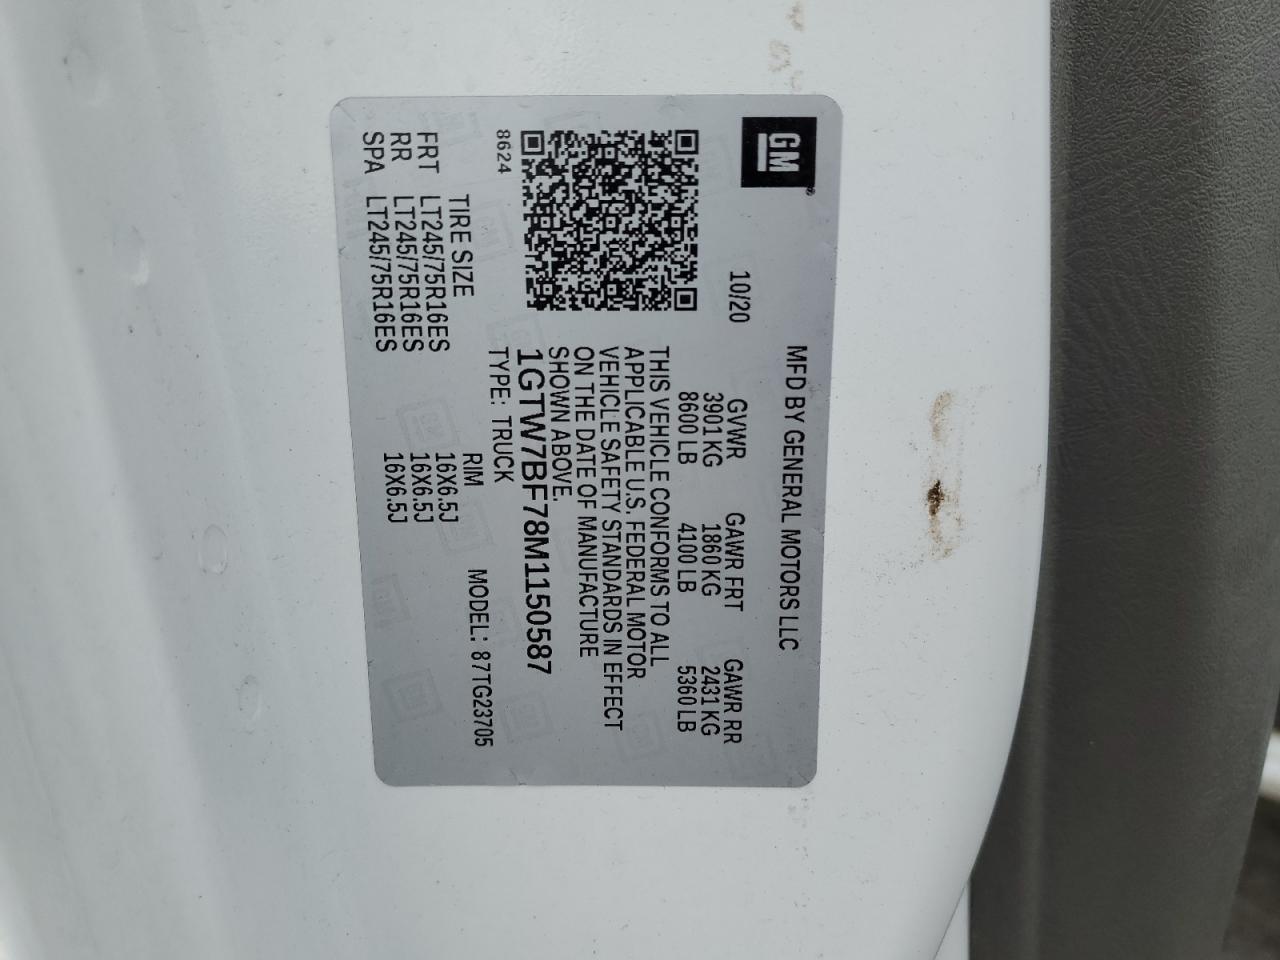 GM
MFD BY GENERAL MOTORS LLC
10/20 GVWR GAWR FRT GAWR RR
3901 KG 1860 KG 2431 KG
8600 LB 4100 LB 5360 LB
THIS VEHICLE CONFORMS TO ALL
APPLICABLE U.S. FEDERAL MOTOR
VEHICLE SAFETY STANDARDS IN EFFECT
ON THE DATE OF MANUFACTURE
SHOWN ABOVE.
1GTW7BF78M1150587
8624 TYPE: TRUCK MODEL: 87TG23705
TIRE SIZE RIM
FRT LT245/75R16ES 16X6.5J
RR LT245/75R16ES 16X6.5J
SPA LT245/75R16ES 16X6.5J